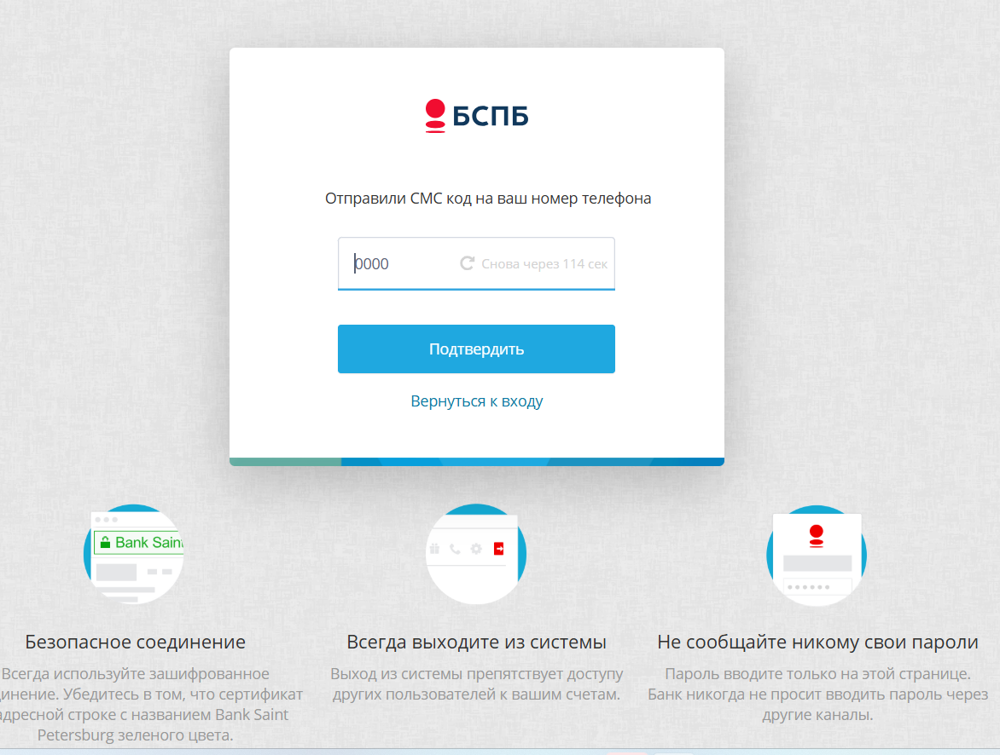 БСПБ
Отправили СМС код на ваш номер телефона
0000
Снова через 114 сек
Подтвердить
Вернуться к входу
Bank Sain
Безопасное соединение
Всегда используйте зашифрованное
динение. Убедитесь в том, что сертификат
адресной строке с названием Bank Saint
Petersburg зеленого цвета.
Всегда выходите из системы
Выход из системы препятствует доступу
других пользователей к вашим счетам.
Не сообщайте никому свои пароли
Пароль вводите только на этой странице.
Банк никогда не просит вводить пароль через
другие каналы.